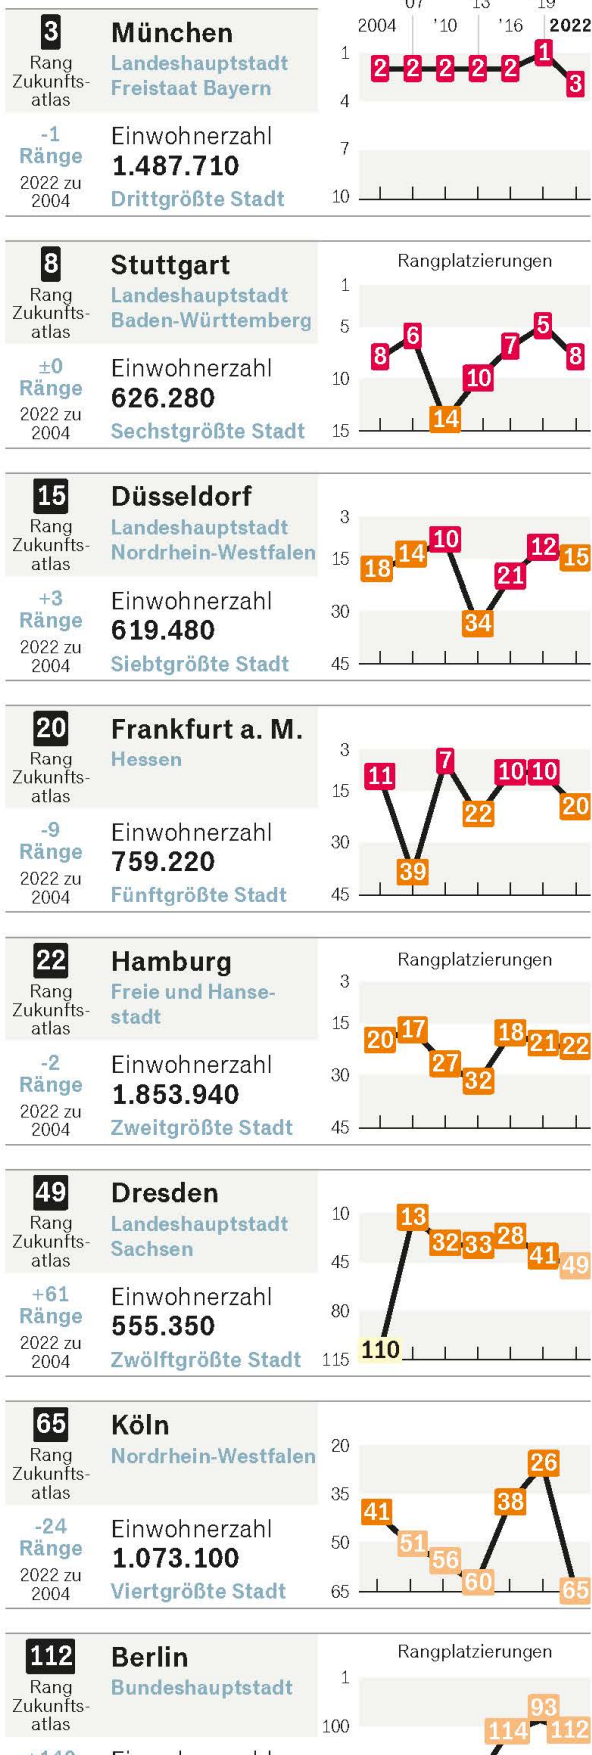 3
München
Rang
Zukunfts-
atlas
Landeshauptstadt
Freistaat Bayern
-1
Ränge
2022 zu
2004
Einwohnerzahl
1.487.710
Drittgrößte Stadt
2004 '10 '16 2022
1
4
7
10
2 2 2 2 2 1 3
8
Stuttgart
Rang
Zukunfts-
atlas
Landeshauptstadt
Baden-Württemberg
±0
Ränge
2022 zu
2004
Einwohnerzahl
626.280
Sechstgrößte Stadt
Rangplatzierungen
1
5
10
15
8 6 14 10 7 5 8
15
Düsseldorf
Rang
Zukunfts-
atlas
Landeshauptstadt
Nordrhein-Westfalen
+3
Ränge
2022 zu
2004
Einwohnerzahl
619.480
Siebtgrößte Stadt
3
15
30
45
18 14 10 34 21 12 15
20
Frankfurt a. M.
Rang
Zukunfts-
atlas
Hessen
-9
Ränge
2022 zu
2004
Einwohnerzahl
759.220
Fünftgrößte Stadt
3
15
30
45
11 39 7 22 10 10 20
22
Hamburg
Rang
Zukunfts-
atlas
Freie und Hanse-
stadt
-2
Ränge
2022 zu
2004
Einwohnerzahl
1.853.940
Zweitgrößte Stadt
Rangplatzierungen
3
15
30
45
20 17 27 32 18 21 22
49
Dresden
Rang
Zukunfts-
atlas
Landeshauptstadt
Sachsen
+61
Ränge
2022 zu
2004
Einwohnerzahl
555.350
Zwölftgrößte Stadt
10
45
80
115
110 13 32 33 28 41 49
65
Köln
Rang
Zukunfts-
atlas
Nordrhein-Westfalen
-24
Ränge
2022 zu
2004
Einwohnerzahl
1.073.100
Viertgrößte Stadt
20
35
50
65
41 51 56 60 38 26 65
112
Berlin
Rang
Zukunfts-
atlas
Bundeshauptstadt
Rangplatzierungen
1
100
114 93 112